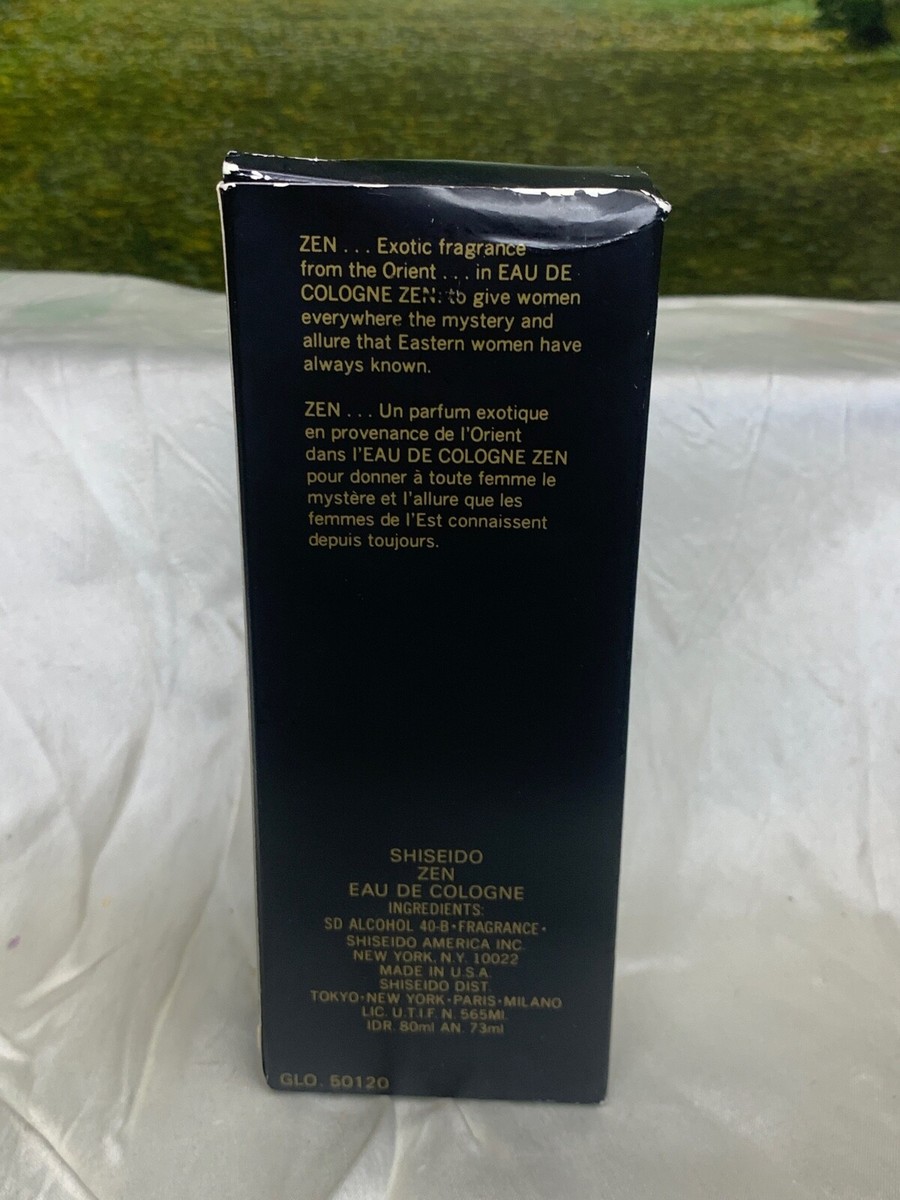 ZEN . . . Exotic fragrance
from the Orient . . . in EAU DE
COLOGNE ZEN. to give women
everywhere the mystery and
allure that Eastern women have
always known.
ZEN . . . Un parfum exotique
en provenance de l'Orient
dans l'EAU DE COLOGNE ZEN
pour donner à toute femme le
mystère et l'allure que les
femmes de l'Est connaissent
depuis toujours.
SHISEIDO
ZEN
EAU DE COLOGNE
INGREDIENTS:
SD ALCOHOL 40-B•FRAGRANCE•
SHISEIDO AMERICA INC.
NEW YORK, N.Y. 10022
MADE IN U.S.A.
SHISEIDO DIST.
TOKYO•NEW YORK•PARIS•MILANO
LIC. U.T.I.F. N. 565MI.
IDR. 80ml AN. 73ml
GLO. 50120